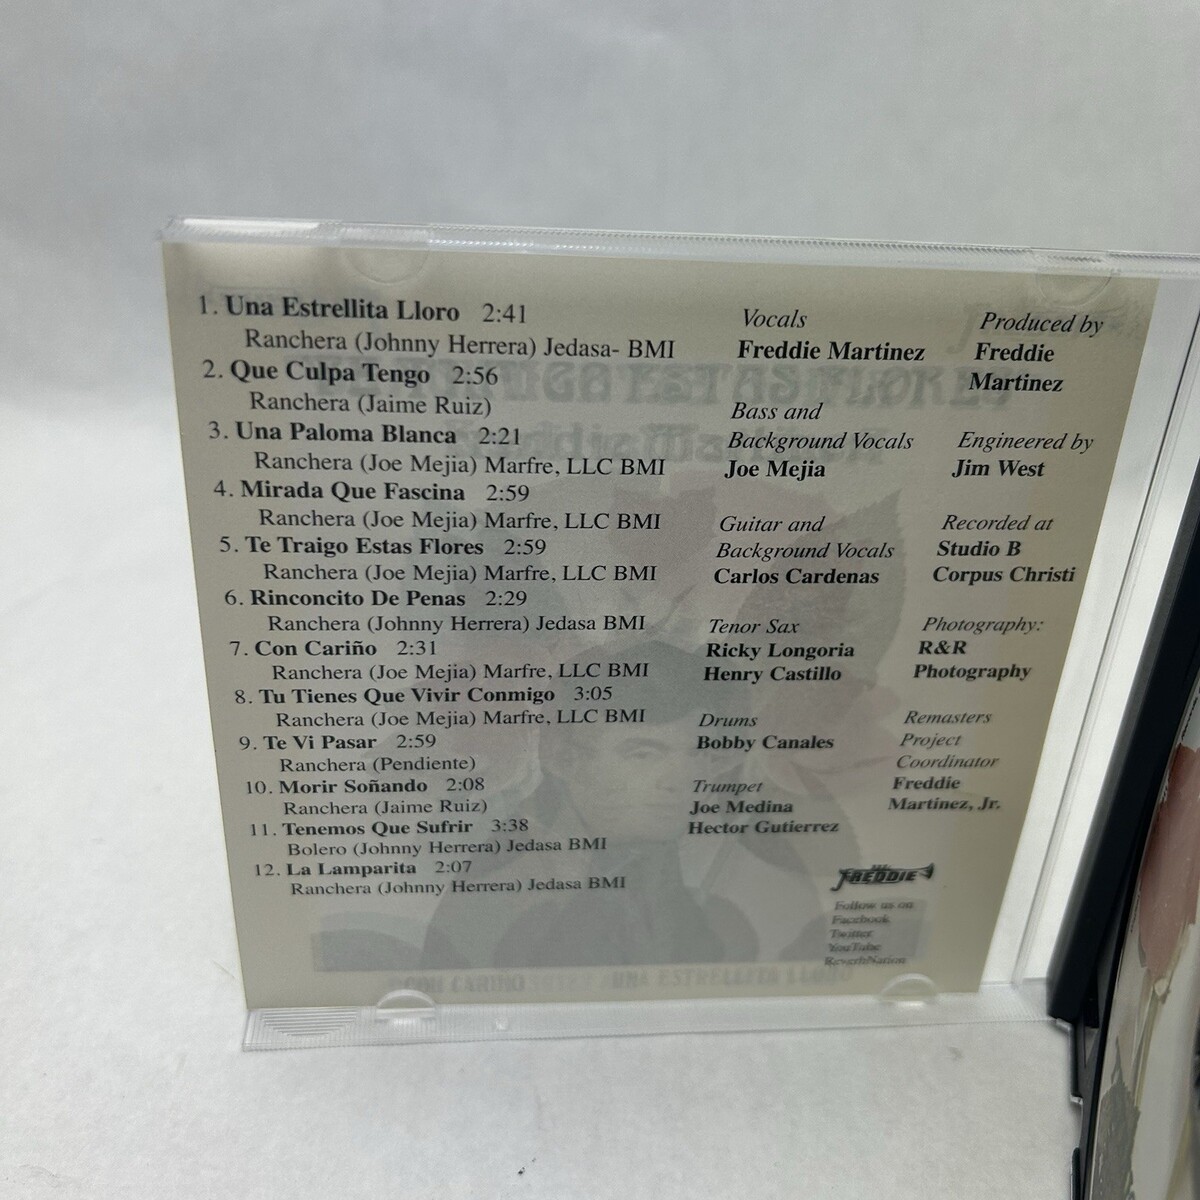 1. Una Estrellita Lloro 2:41
Ranchera (Johnny Herrera) Jedasa- BMI
2. Que Culpa Tengo 2:56
Ranchera (Jaime Ruiz)
3. Una Paloma Blanca 2:21
Ranchera (Joe Mejia) Marfre, LLC BMI
4. Mirada Que Fascina 2:59
Ranchera (Joe Mejia) Marfre, LLC BMI
5. Te Traigo Estas Flores 2:59
Ranchera (Joe Mejia) Marfre, LLC BMI
6. Rinconcito De Penas 2:29
Ranchera (Johnny Herrera) Jedasa BMI
7. Con Cariño 2:31
Ranchera (Joe Mejia) Marfre, LLC BMI
8. Tu Tienes Que Vivir Conmigo 3:05
Ranchera (Joe Mejia) Marfre, LLC BMI
9. Te Vi Pasar 2:59
Ranchera (Pendiente)
10. Morir Soñando 2:08
Ranchera (Jaime Ruiz)
11. Tenemos Que Sufrir 3:38
Bolero (Johnny Herrera) Jedasa BMI
12. La Lamparita 2:07
Ranchera (Johnny Herrera) Jedasa BMI
Vocals
Freddie Martinez
Bass and
Background Vocals
Joe Mejia
Guitar and
Background Vocals
Carlos Cardenas
Tenor Sax
Ricky Longoria
Henry Castillo
Drums
Bobby Canales
Trumpet
Joe Medina
Hector Gutierrez
Produced by
Freddie
Martinez
Engineered by
Jim West
Recorded at
Studio B
Corpus Christi
Photography:
R&R
Photography
Remasters
Project
Coordinator
Freddie
Martinez, Jr.
FREDDIE
Follow us on
Facebook
Twitter
YouTube
ReverbNation